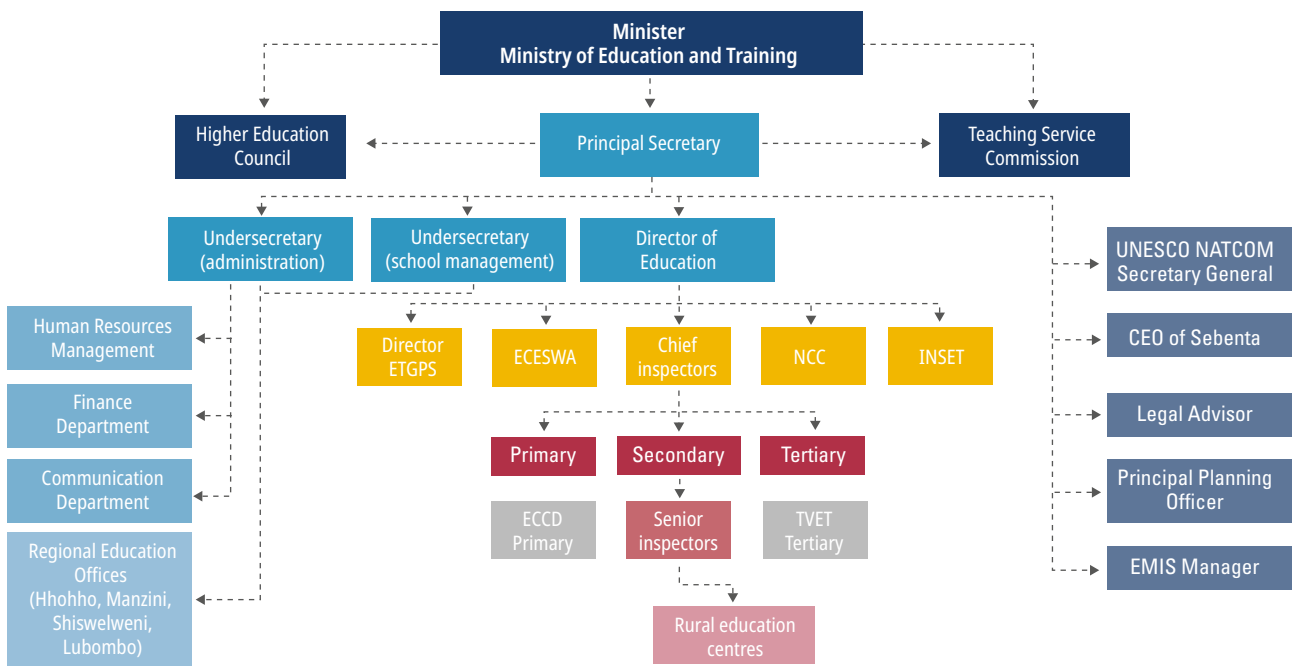 Minister
Ministry of Education and Training
Higher Education
Council
Principal Secretary
Teaching Service
Commission
Undersecretary
(administration)
Undersecretary
(school management)
Director of
Education
UNESCO NATCOM
Secretary General
Human Resources
Management
Director
ETGPS
ECESWA
Chief
inspectors
NCC
INSET
CEO of Sebenta
Finance
Department
Legal Advisor
Primary
Secondary
Tertiary
Communication
Department
ECCD
Primary
Senior
inspectors
TVET
Tertiary
Principal Planning
Officer
Regional Education
Offices
(Hhohho, Manzini,
Shiswelweni,
Lubombo)
EMIS Manager
Rural education
centres